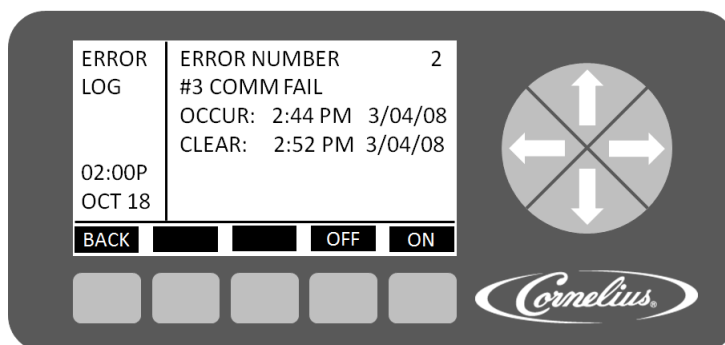 ERROR
LOG
02:00P
OCT 18
ERROR NUMBER 2
#3 COMM FAIL
OCCUR: 2:44 PM 3/04/08
CLEAR: 2:52 PM 3/04/08
BACK OFF ON
Cornelius®